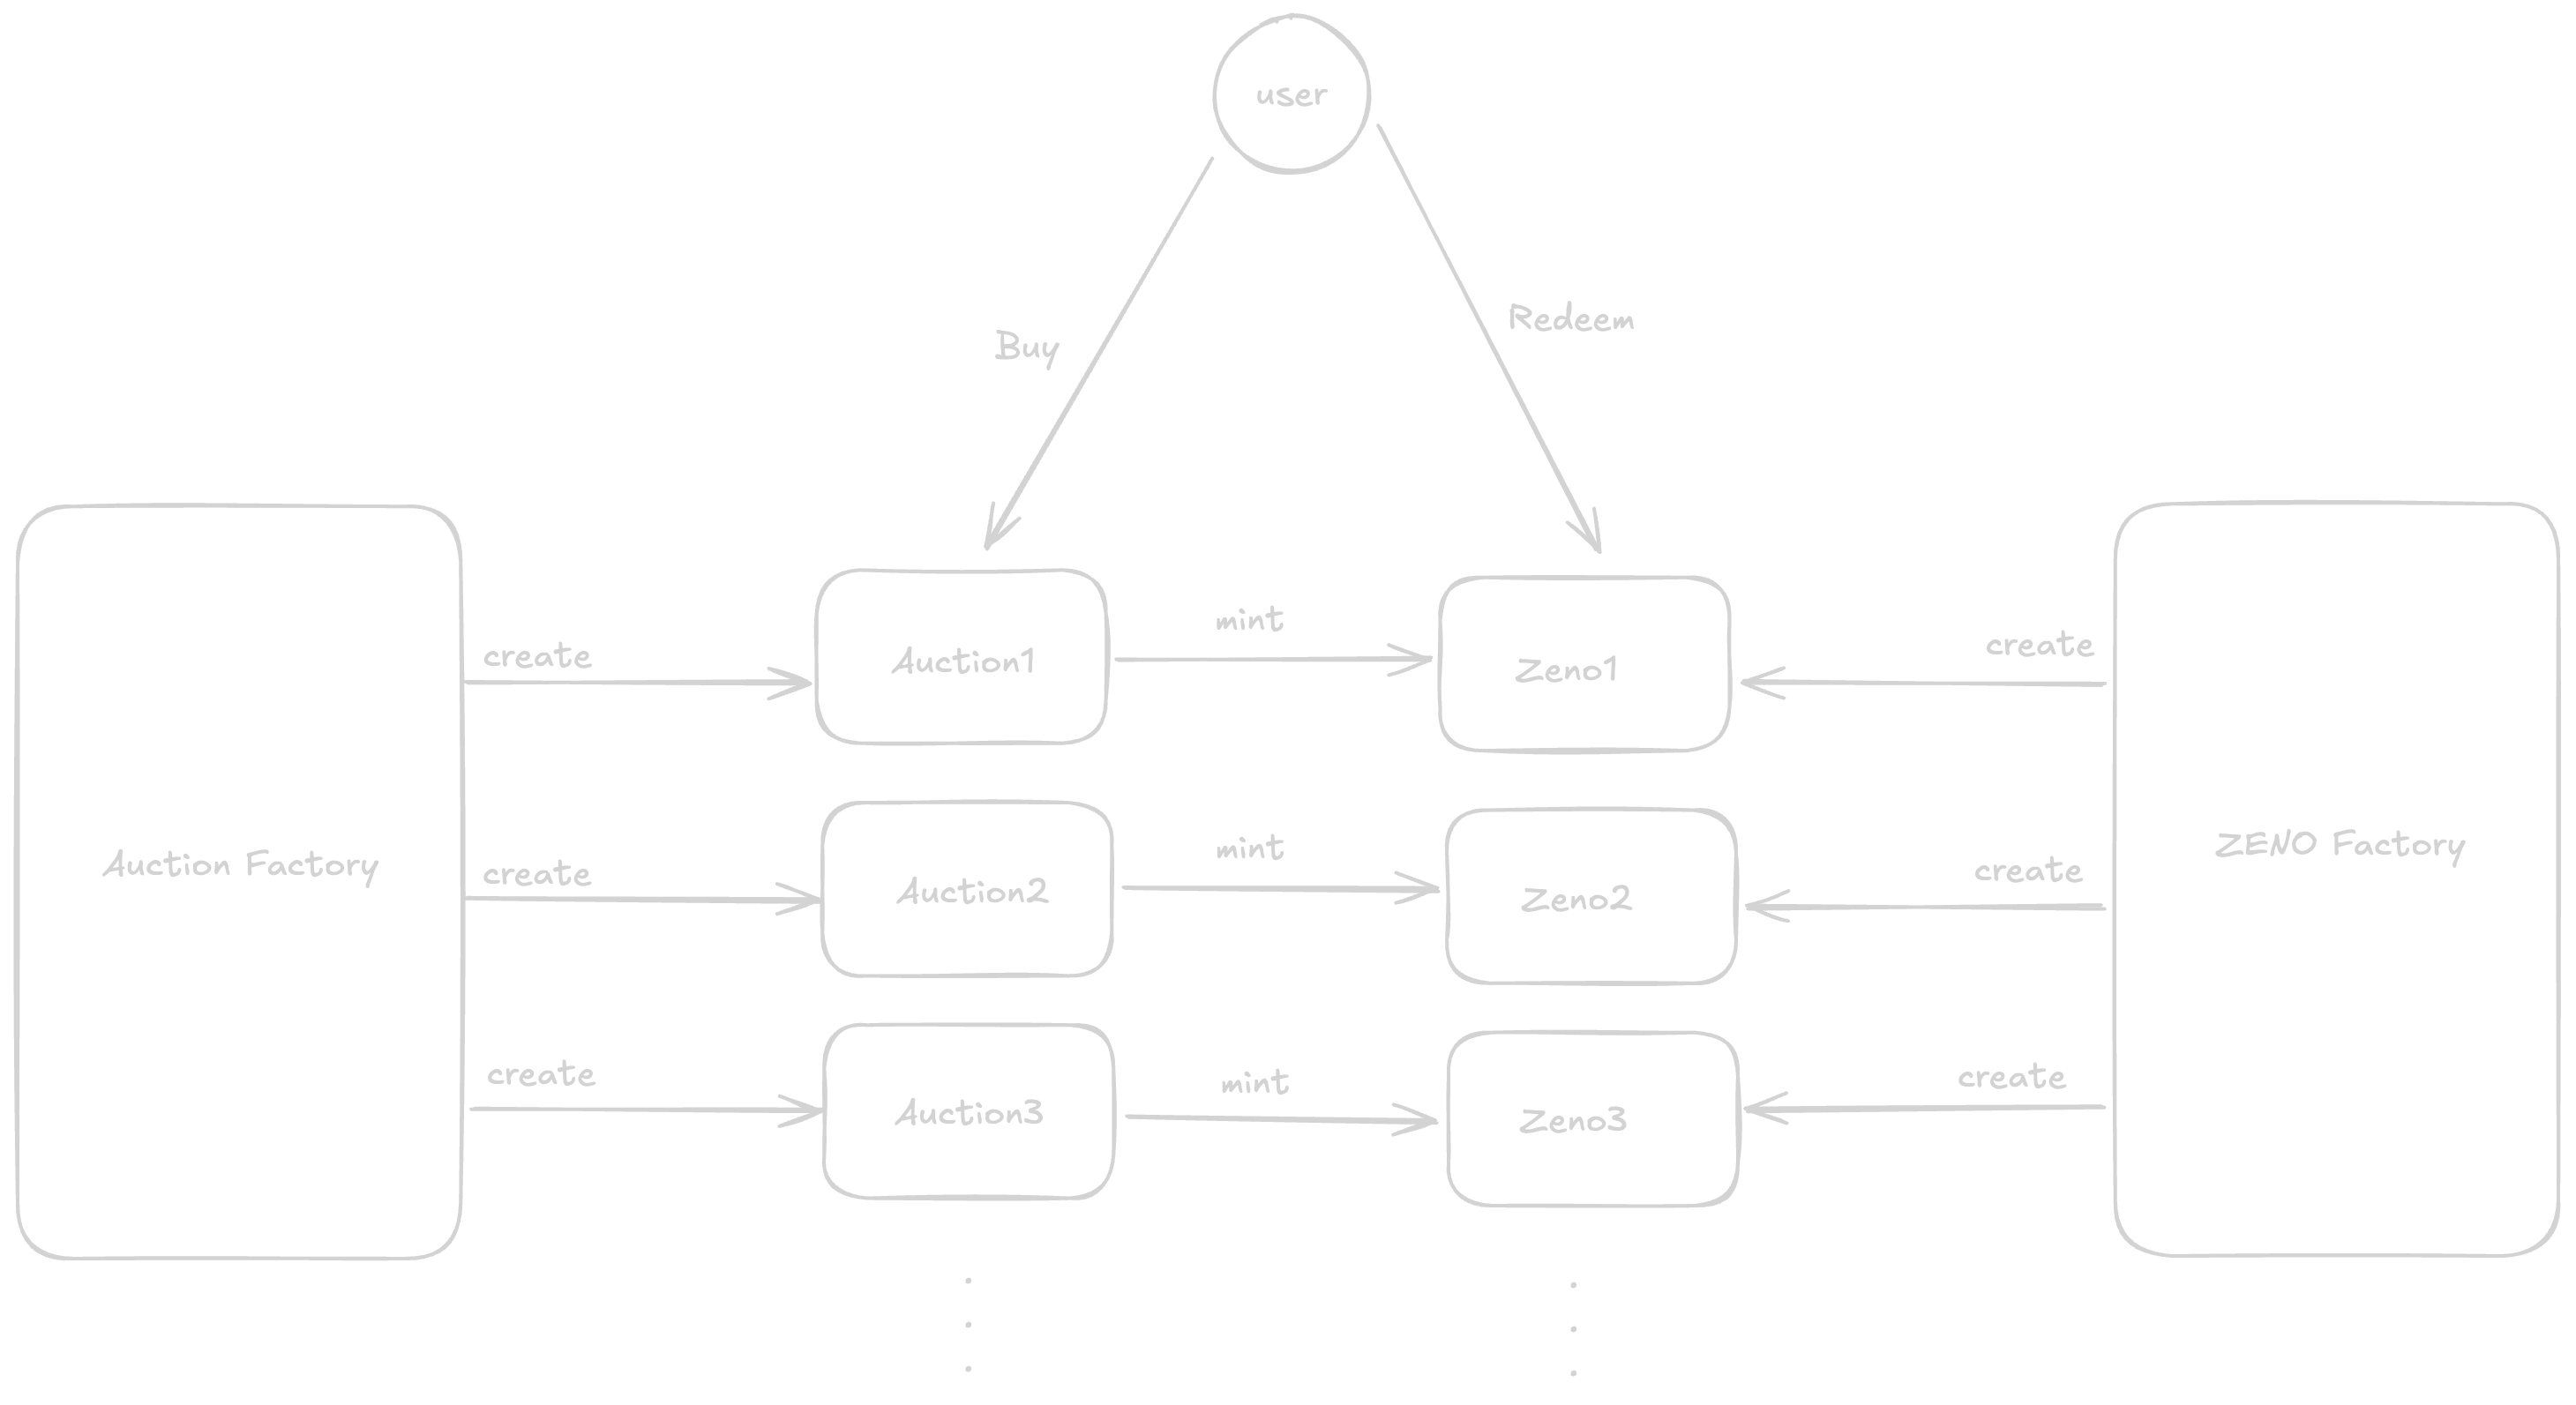 user
Buy
Redeem
create
Auction1
mint
Zeno1
create
Auction Factory
create
Auction2
mint
Zeno2
create
ZENO Factory
create
Auction3
mint
Zeno3
create